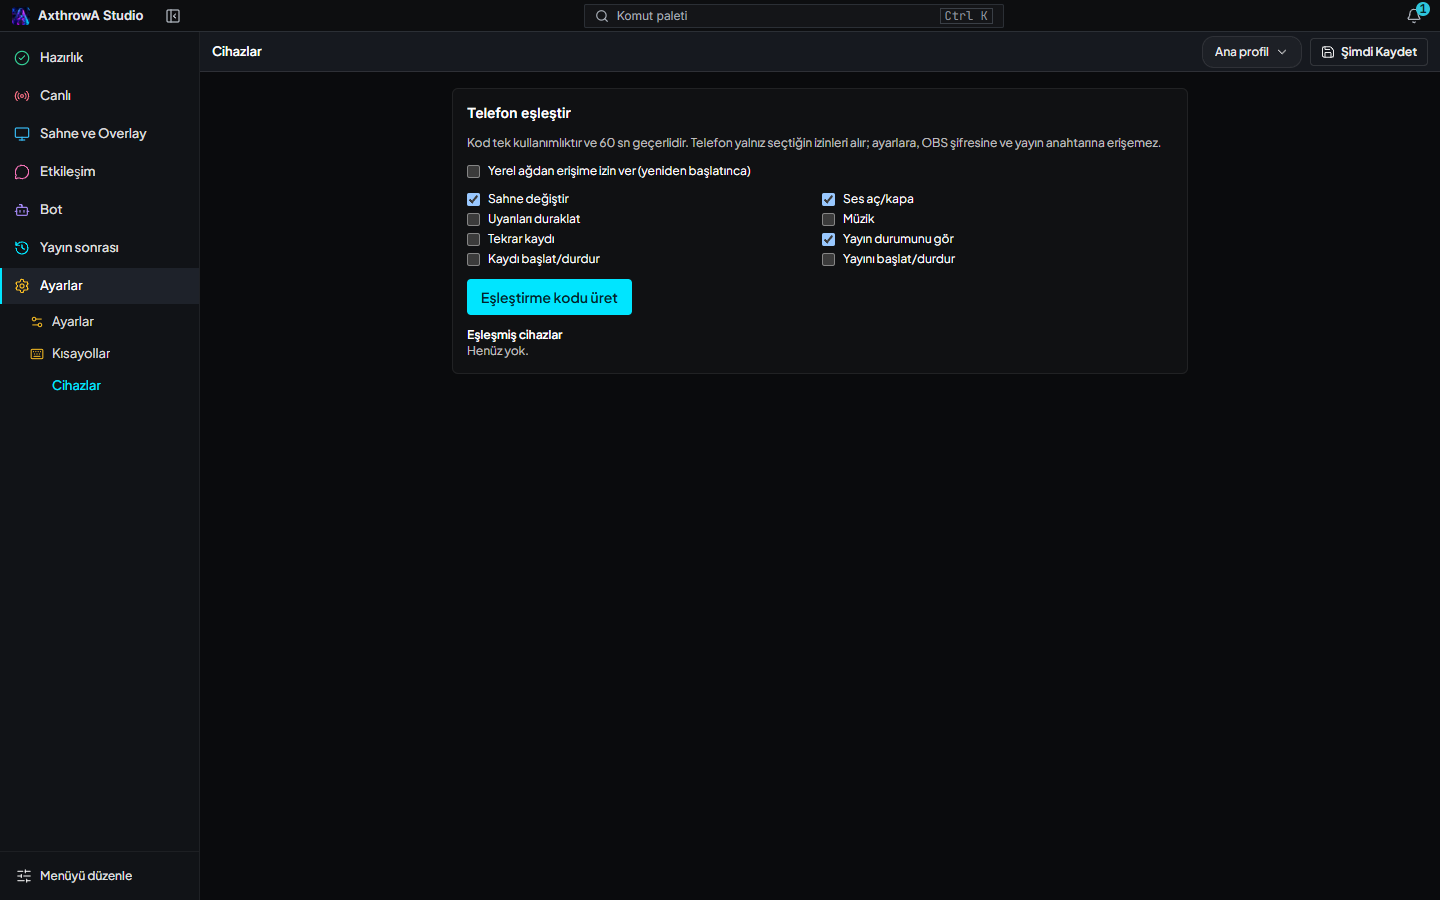 AxthrowA Studio
Komut paleti
Ctrl K
1
Hazırlık
Canlı
Sahne ve Overlay
Etkileşim
Bot
Yayın sonrası
Ayarlar
Ayarlar
Kısayollar
Cihazlar
Menüyü düzenle
Cihazlar
Ana profil
Şimdi Kaydet
Telefon eşleştir
Kod tek kullanımlıktır ve 60 sn geçerlidir. Telefon yalnız seçtiğin izinleri alır; ayarlara, OBS şifresine ve yayın anahtarına erişemez.
Yerel ağdan erişime izin ver (yeniden başlatınca)
Sahne değiştir
Ses aç/kapa
Uyarıları duraklat
Müzik
Tekrar kaydı
Yayın durumunu gör
Kaydı başlat/durdur
Yayını başlat/durdur
Eşleştirme kodu üret
Eşleşmiş cihazlar
Henüz yok.